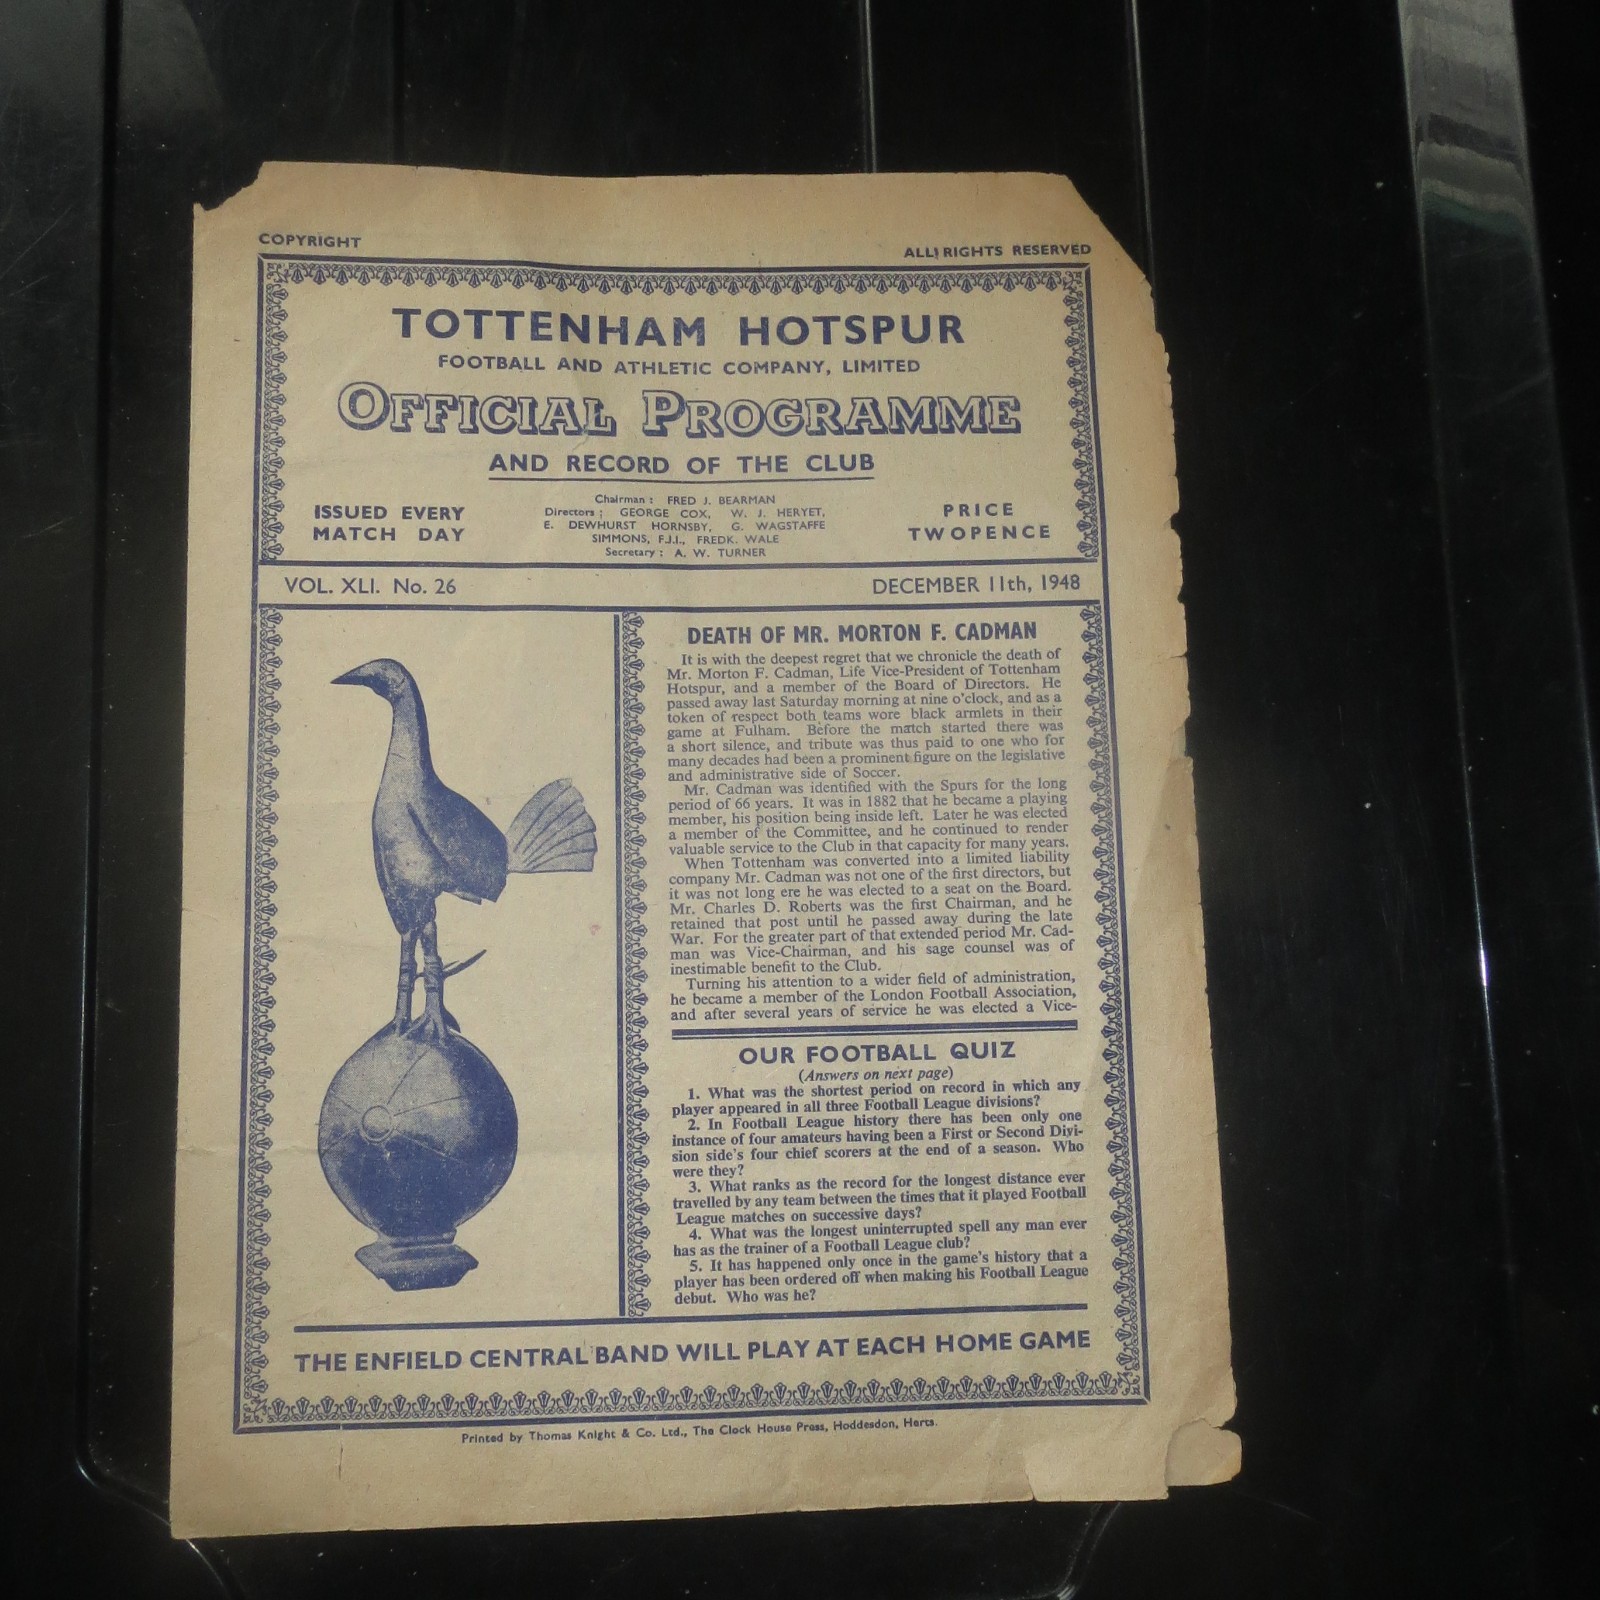 COPYRIGHT
ALL RIGHTS RESERVED
TOTTENHAM HOTSPUR
FOOTBALL AND ATHLETIC COMPANY, LIMITED
OFFICIAL PROGRAMME
AND RECORD OF THE CLUB
ISSUED EVERY
MATCH DAY
Chairman : FRED J. BEARMAN
Directors ; GEORGE COX, W. J. HERYET,
E. DEWHURST HORNSBY, G. WAGSTAFFE
SIMMONS, F.J.I., FREDK. WALE
Secretary : A. W. TURNER
PRICE
TWOPENCE
VOL. XLI. No. 26
DECEMBER 11th, 1948
DEATH OF MR. MORTON F. CADMAN
It is with the deepest regret that we chronicle the death of
Mr. Morton F. Cadman, Life Vice-President of Tottenham
Hotspur, and a member of the Board of Directors. He
passed away last Saturday morning at nine o'clock, and as a
token of respect both teams wore black armlets in their
game at Fulham. Before the match started there was
a short silence, and tribute was thus paid to one who for
many decades had been a prominent figure on the legislative
and administrative side of Soccer.
Mr. Cadman was identified with the Spurs for the long
period of 66 years. It was in 1882 that he became a playing
member, his position being inside left. Later he was elected
a member of the Committee, and he continued to render
valuable service to the Club in that capacity for many years.
When Tottenham was converted into a limited liability
company Mr. Cadman was not one of the first directors, but
it was not long ere he was elected to a seat on the Board.
Mr. Charles D. Roberts was the first Chairman, and he
retained that post until he passed away during the late
War. For the greater part of that extended period Mr. Cad-
man was Vice-Chairman, and his sage counsel was of
inestimable benefit to the Club.
Turning his attention to a wider field of administration,
he became a member of the London Football Association,
and after several years of service he was elected a Vice-
OUR FOOTBALL QUIZ
(Answers on next page)
1. What was the shortest period on record in which any
player appeared in all three Football League divisions?
2. In Football League history there has been only one
instance of four amateurs having been a First or Second Divi-
sion side's four chief scorers at the end of a season. Who
were they?
3. What ranks as the record for the longest distance ever
travelled by any team between the times that it played Football
League matches on successive days?
4. What was the longest uninterrupted spell any man ever
has as the trainer of a Football League club?
5. It has happened only once in the game's history that a
player has been ordered off when making his Football League
debut. Who was he?
THE ENFIELD CENTRAL BAND WILL PLAY AT EACH HOME GAME
Printed by Thomas Knight & Co. Ltd., The Clock House Press, Hoddesdon, Herts.